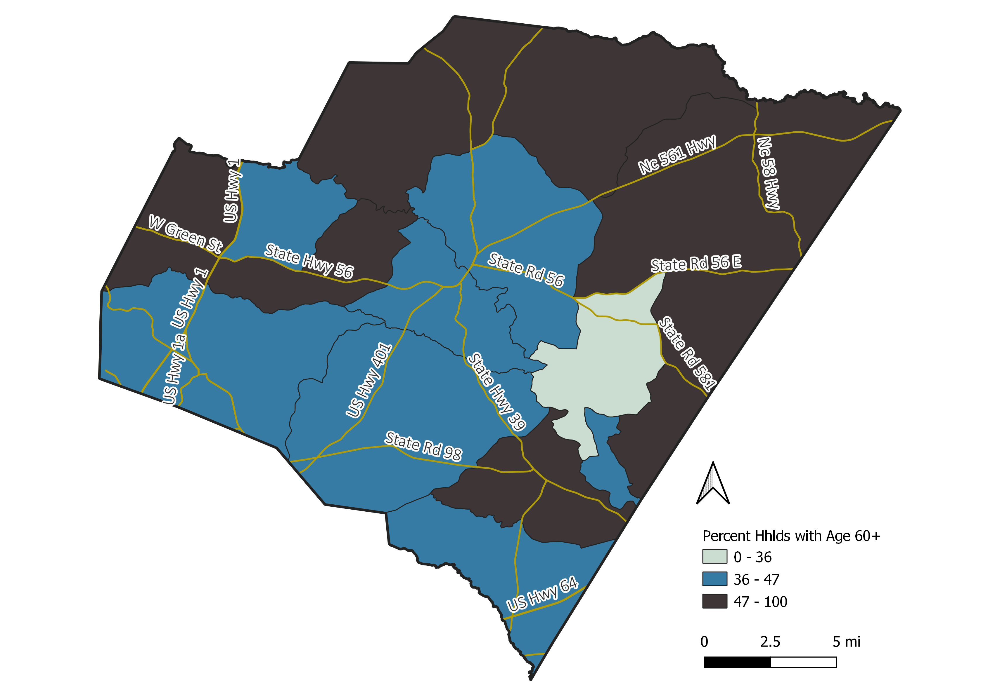 US Hwy 1
Nc 561 Hwy
Nc 58 Hwy
W Green St
State Hwy 56
State Rd 56
State Rd 56 E
US Hwy 1
US Hwy 1a
US Hwy 401
State Hwy 39
State Rd 581
State Rd 98
US Hwy 64
Percent Hhlds with Age 60+
0 - 36
36 - 47
47 - 100
0 2.5 5 mi